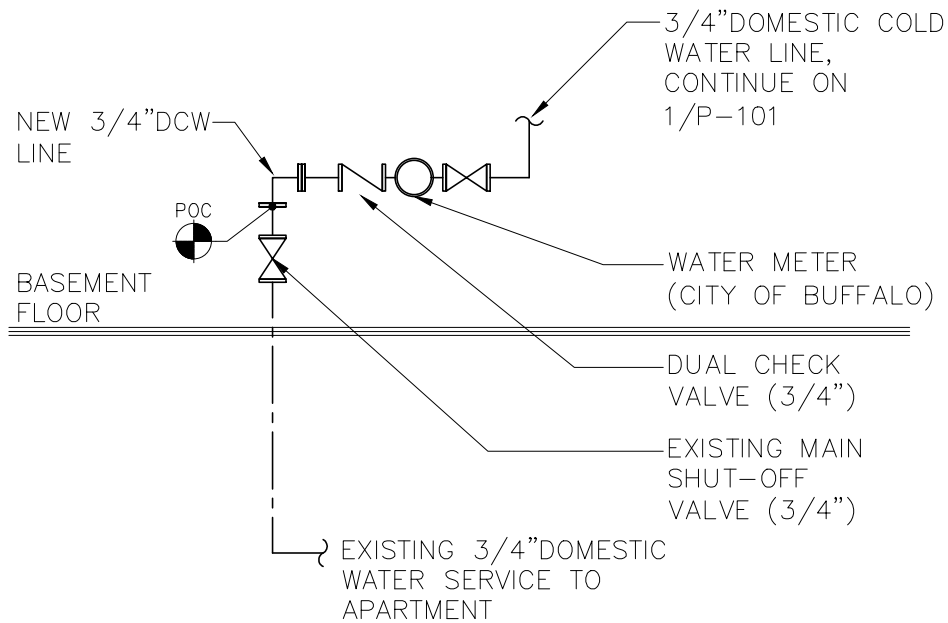 3/4"DOMESTIC COLD
WATER LINE,
CONTINUE ON
1/P-101
NEW 3/4"DCW
LINE
POC
BASEMENT
FLOOR
WATER METER
(CITY OF BUFFALO)
DUAL CHECK
VALVE (3/4")
EXISTING MAIN
SHUT-OFF
VALVE (3/4")
EXISTING 3/4"DOMESTIC
WATER SERVICE TO
APARTMENT